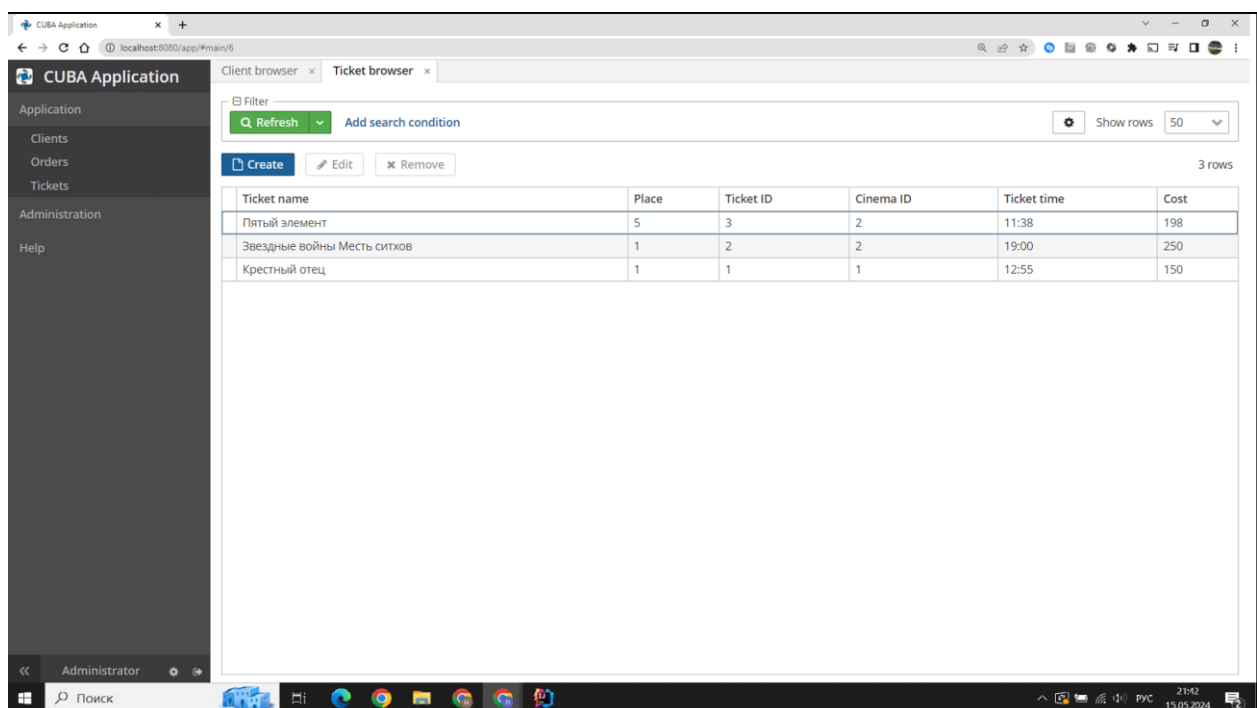 CUBA Application
localhost:8080/app/#main/6
CUBA Application
Client browser Ticket browser
Application
Clients
Orders
Tickets
Administration
Help
Filter
Refresh Add search condition Show rows 50
Create Edit Remove 3 rows
Ticket name Place Ticket ID Cinema ID Ticket time Cost
Пятый элемент 5 3 2 11:38 198
Звездные войны Месть ситхов 1 2 2 19:00 250
Крестный отец 1 1 1 12:55 150
Administrator
Поиск РУС 21:42
15.05.2024